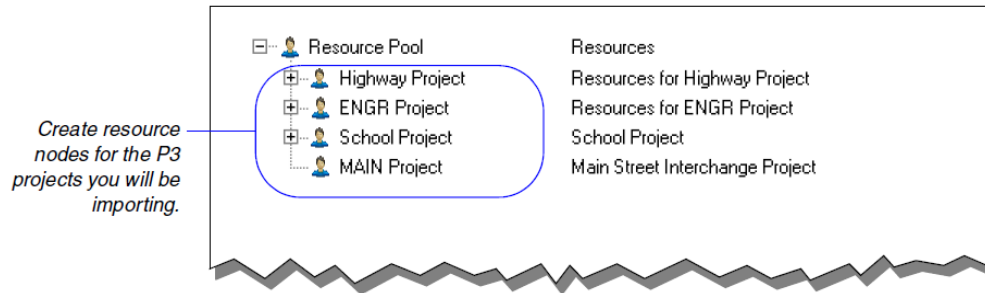 Resource Pool Resources
Highway Project Resources for Highway Project
ENGR Project Resources for ENGR Project
School Project School Project
MAIN Project Main Street Interchange Project
Create resource
nodes for the P3
projects you will be
importing.